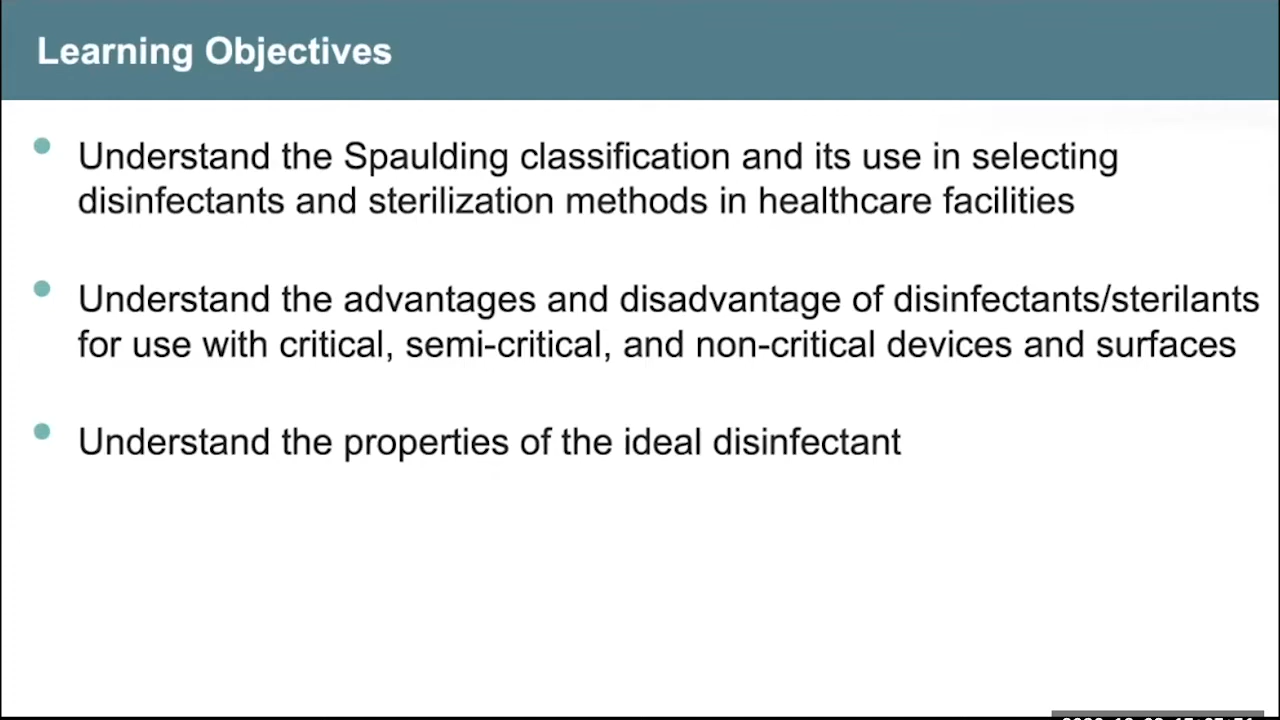 Learning Objectives
Understand the Spaulding classification and its use in selecting
disinfectants and sterilization methods in healthcare facilities
Understand the advantages and disadvantage of disinfectants/sterilants
for use with critical, semi-critical, and non-critical devices and surfaces
Understand the properties of the ideal disinfectant